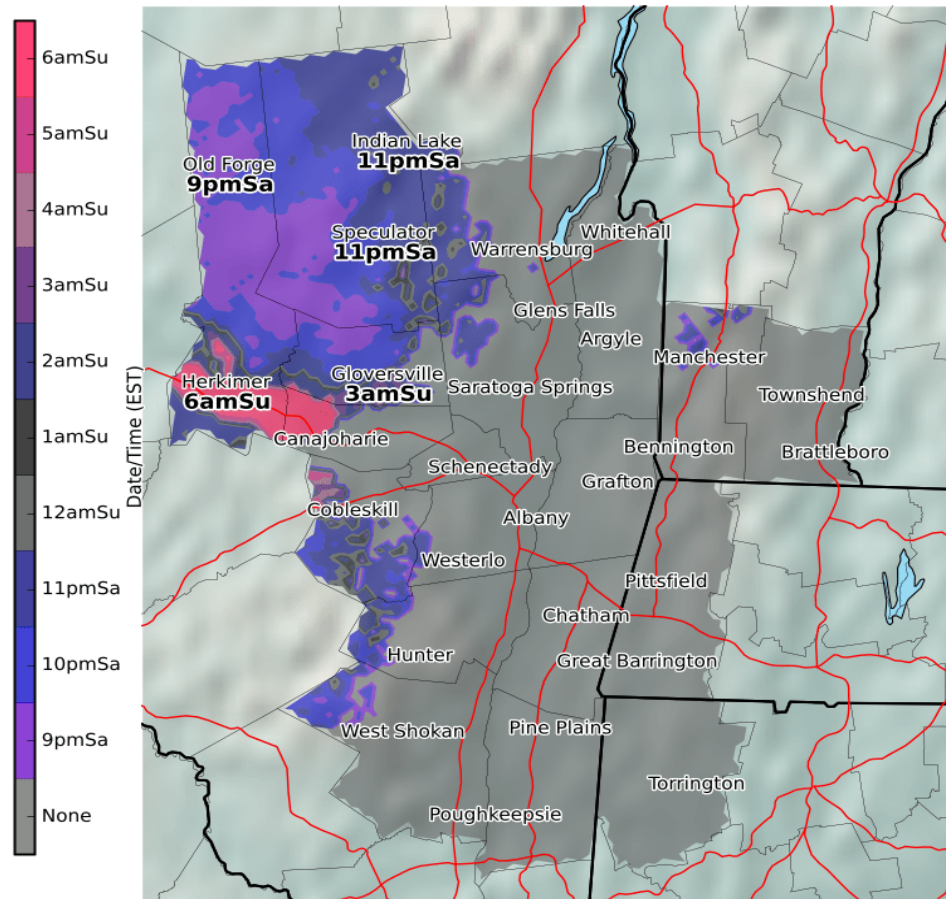 6amSu
5amSu
4amSu
3amSu
2amSu
1amSu
12amSu
11pmSa
10pmSa
9pmSa
None
Date/Time (EST)
Indian Lake
11pmSa
Old Forge
9pmSa
Speculator
11pmSa
Whitehall
Warrensburg
Glens Falls
Argyle
Manchester
Gloversville
3amSu
Herkimer
6amSu
Saratoga Springs
Townshend
Canajoharie
Bennington
Brattleboro
Schenectady
Grafton
Cobleskill
Albany
Westerlo
Pittsfield
Chatham
Hunter
Great Barrington
West Shokan
Pine Plains
Torrington
Poughkeepsie